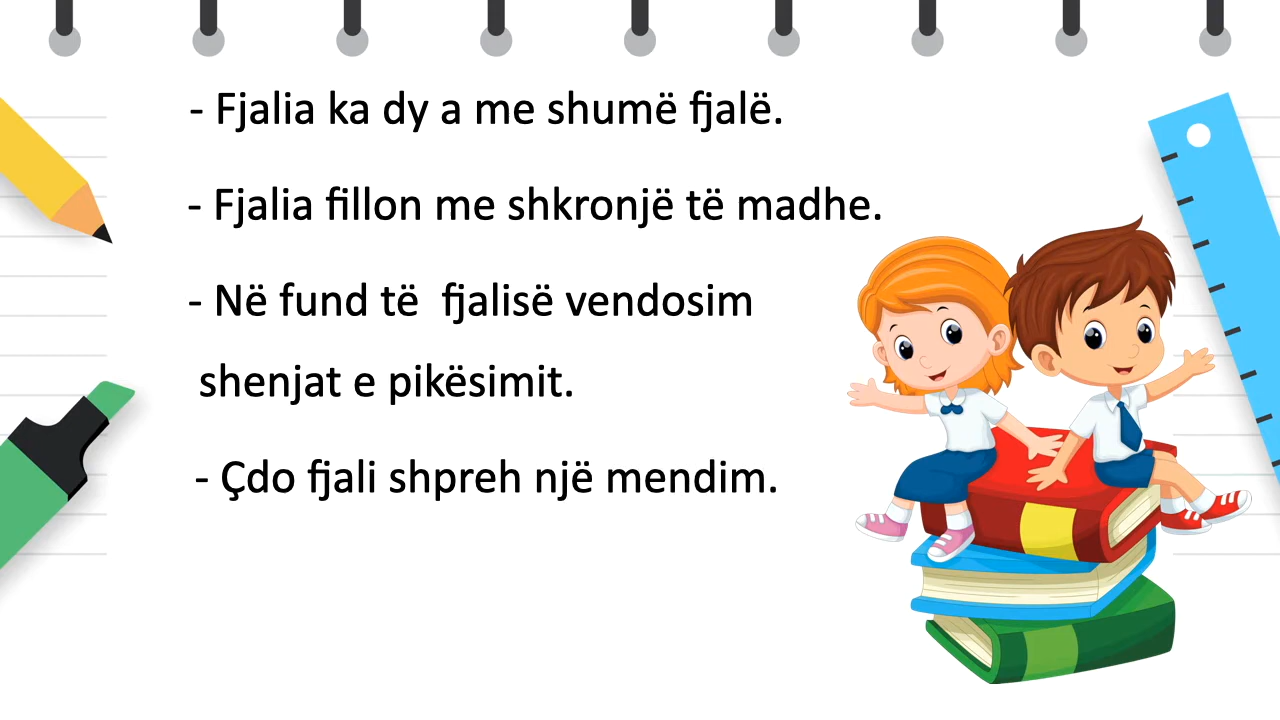 - Fjalia ka dy a me shumë fjalë.
- Fjalia fillon me shkronjë të madhe.
- Në fund të  fjalisë vendosim
shenjat e pikësimit.
- Çdo fjali shpreh një mendim.